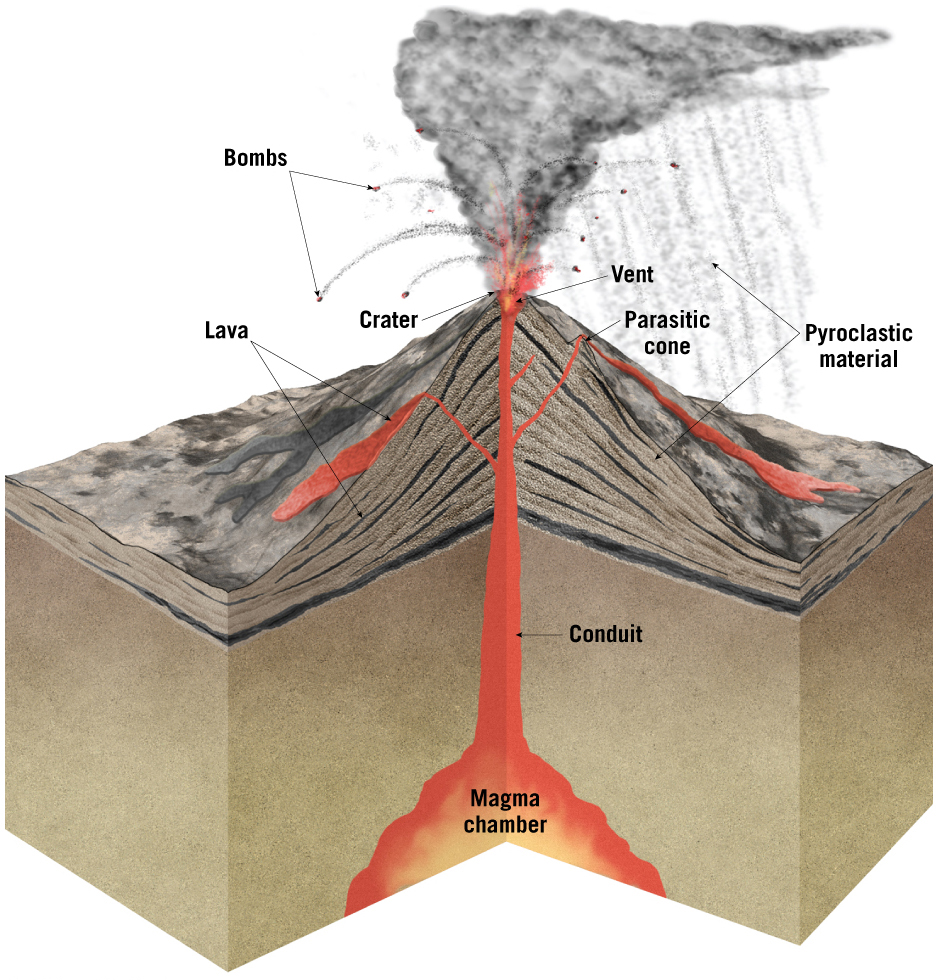 Bombs
Vent
Crater
Parasitic
cone
Lava
Pyroclastic
material
Conduit
Magma
chamber